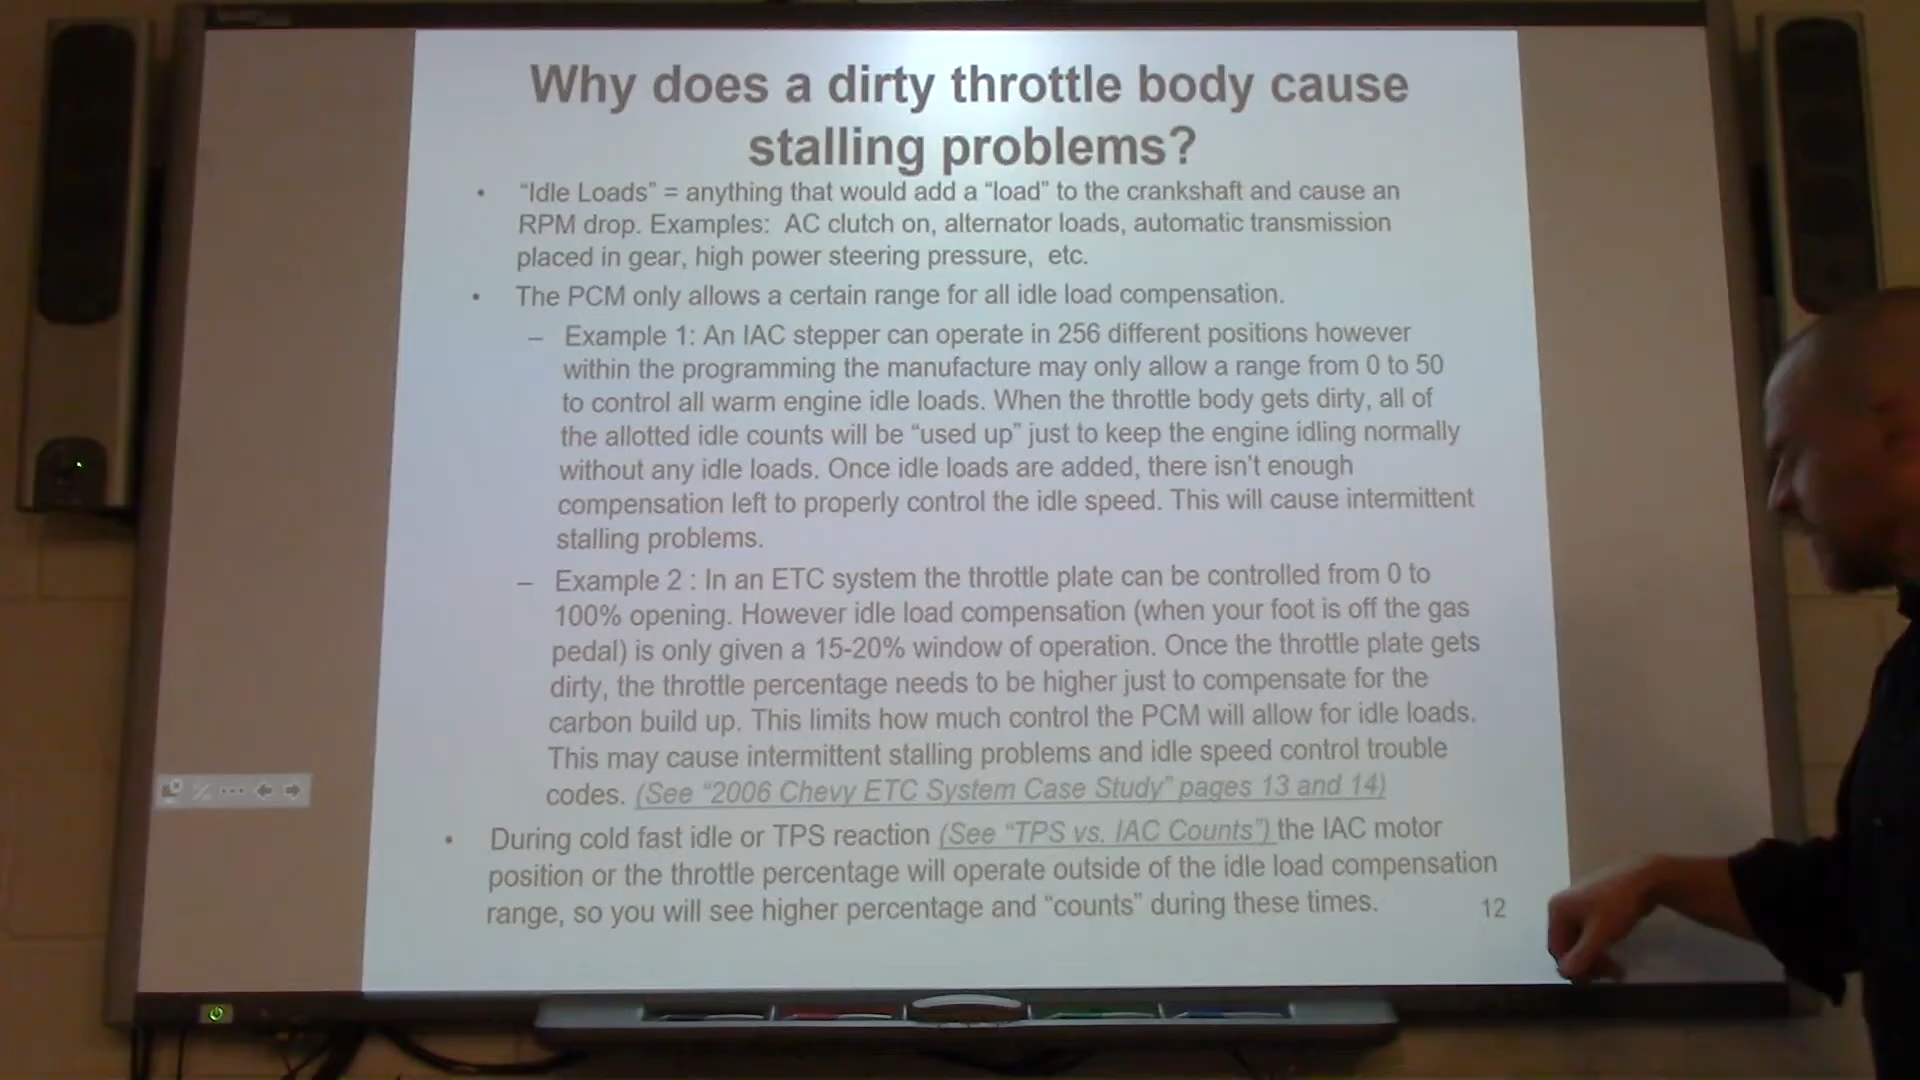 Why does a dirty throttle body cause
stalling problems?
• “Idle Loads” = anything that would add a “load” to the crankshaft and cause an
RPM drop. Examples: AC clutch on, alternator loads, automatic transmission
placed in gear, high power steering pressure, etc.
• The PCM only allows a certain range for all idle load compensation.
– Example 1: An IAC stepper can operate in 256 different positions however
within the programming the manufacture may only allow a range from 0 to 50
to control all warm engine idle loads. When the throttle body gets dirty, all of
the allotted idle counts will be “used up” just to keep the engine idling normally
without any idle loads. Once idle loads are added, there isn’t enough
compensation left to properly control the idle speed. This will cause intermittent
stalling problems.
– Example 2 : In an ETC system the throttle plate can be controlled from 0 to
100% opening. However idle load compensation (when your foot is off the gas
pedal) is only given a 15-20% window of operation. Once the throttle plate gets
dirty, the throttle percentage needs to be higher just to compensate for the
carbon build up. This limits how much control the PCM will allow for idle loads.
This may cause intermittent stalling problems and idle speed control trouble
codes. (See “2006 Chevy ETC System Case Study” pages 13 and 14)
• During cold fast idle or TPS reaction (See “TPS vs. IAC Counts”) the IAC motor
position or the throttle percentage will operate outside of the idle load compensation
range, so you will see higher percentage and “counts” during these times.
12